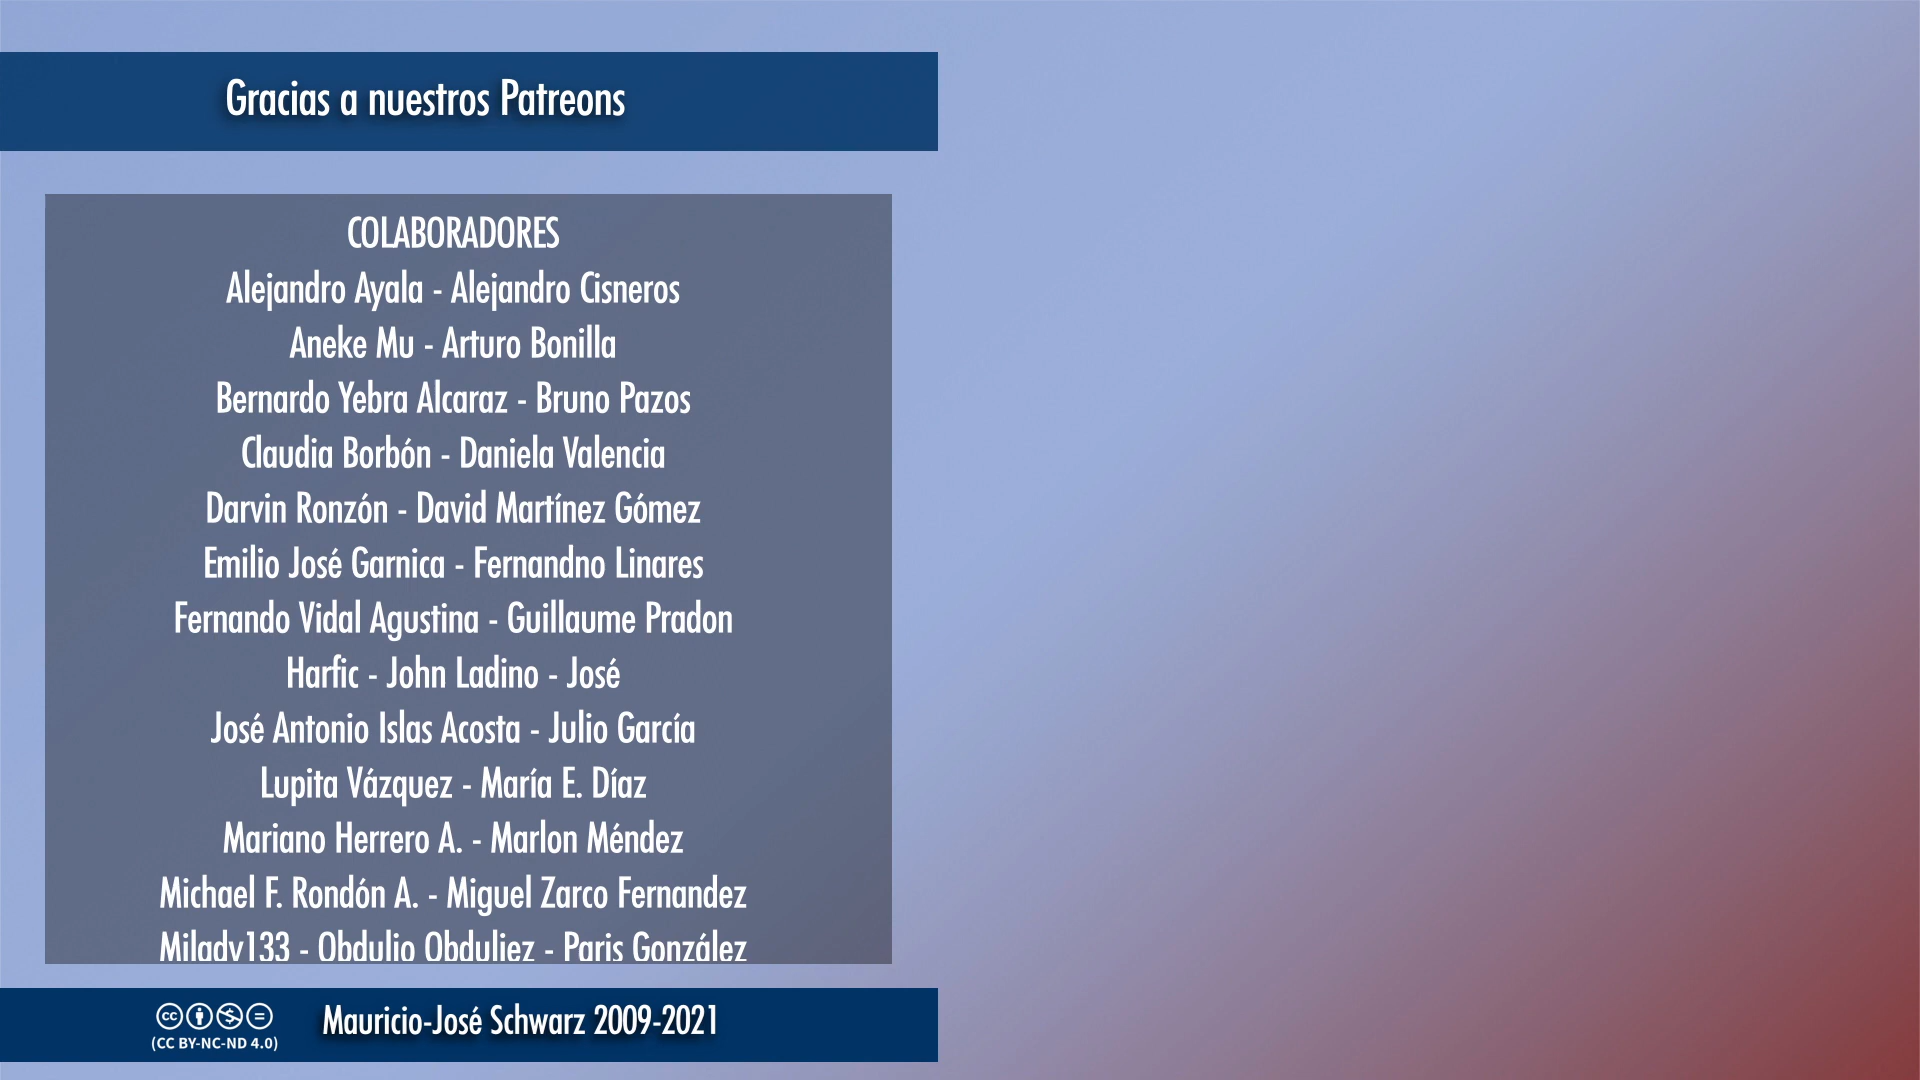 Gracias a nuestros Patreons
COLABORADORES
Alejandro Ayala - Alejandro Cisneros
Aneke Mu - Arturo Bonilla
Bernardo Yebra Alcaraz - Bruno Pazos
Claudia Borbón - Daniela Valencia
Darvin Ronzón - David Martínez Gómez
Emilio José Garnica - Fernandno Linares
Fernando Vidal Agustina - Guillaume Pradon
Harfic - John Ladino - José
José Antonio Islas Acosta - Julio García
Lupita Vázquez - María E. Díaz
Mariano Herrero A. - Marlon Méndez
Michael F. Rondón A. - Miguel Zarco Fernandez
Milady133 - Obdulio Obduliez - Paris González
cc
(CC BY-NC-ND 4.0)
Mauricio-José Schwarz 2009-2021